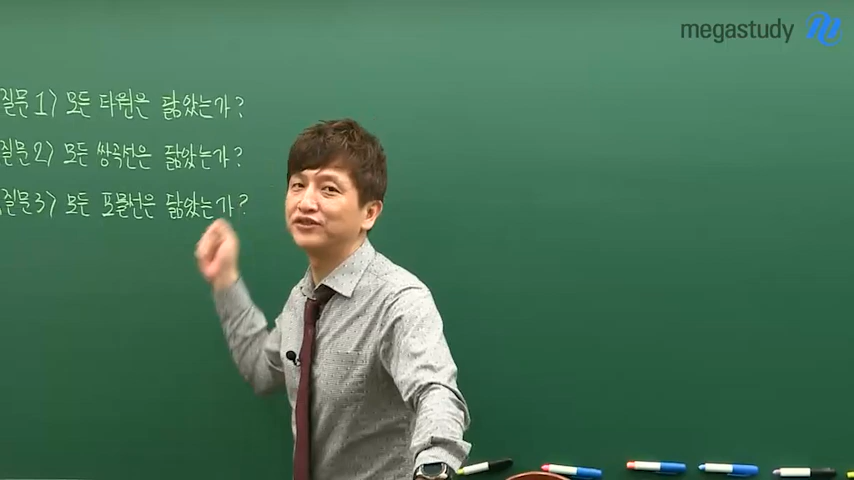 megastudy
질문1> 모든 타원은 닮았는가?
질문2> 모든 쌍곡선은 닮았는가?
질문3> 모든 포물선은 닮았는가?